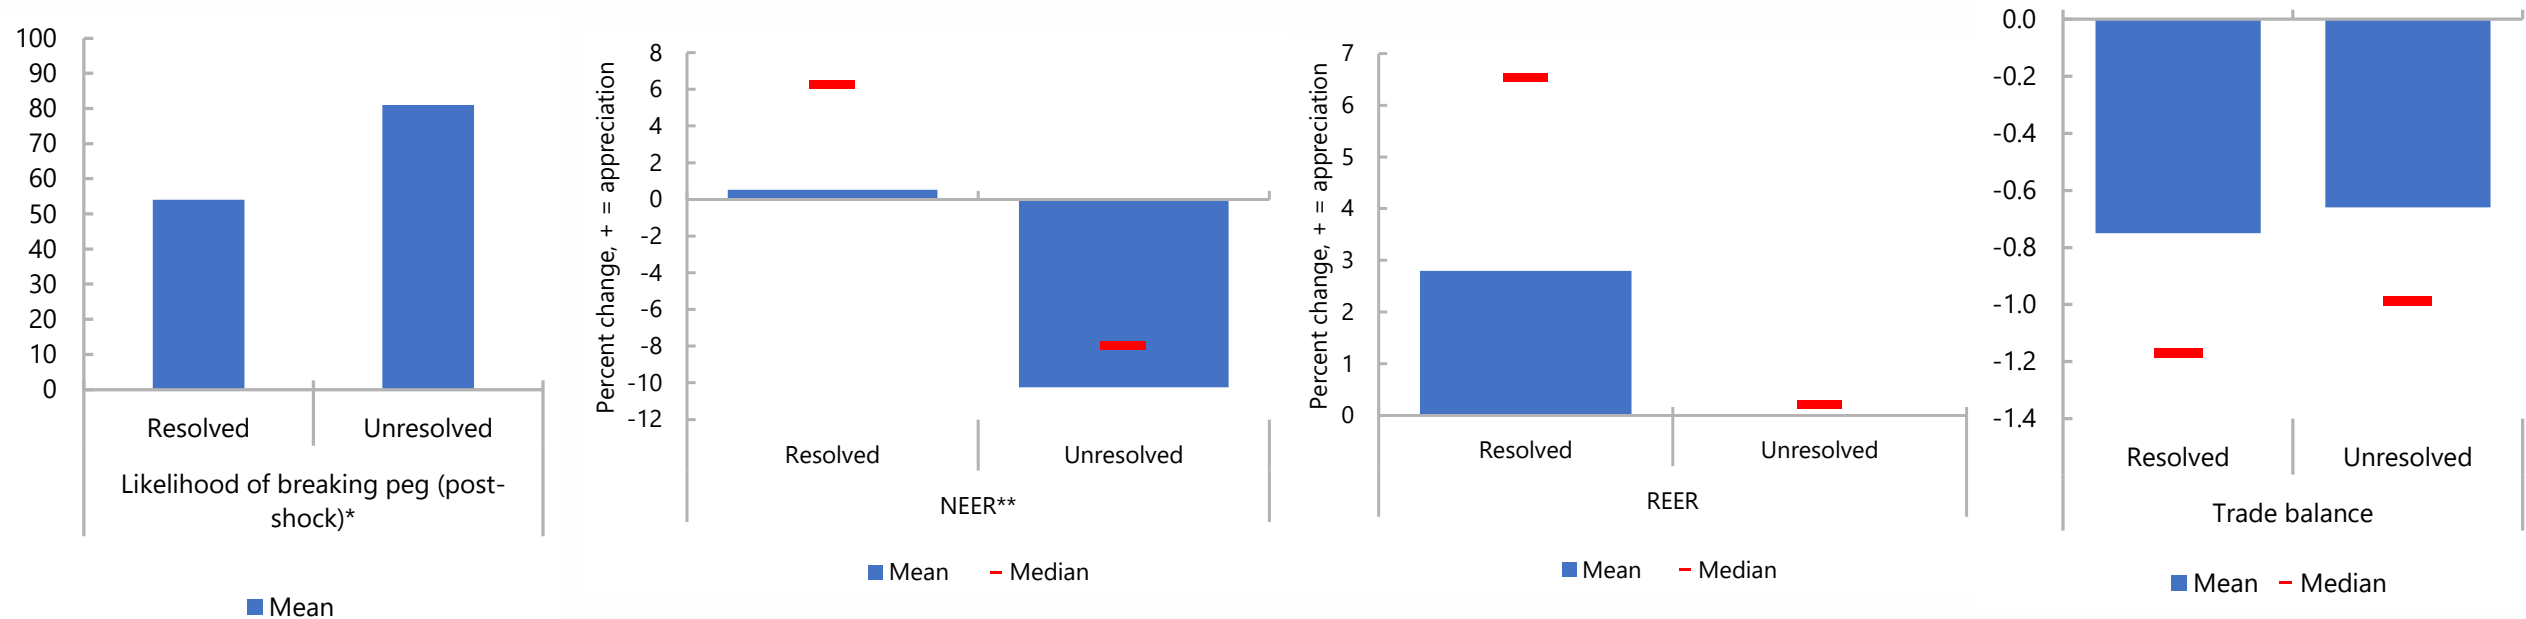 100
90
80
70
60
50
40
30
20
10
0
Resolved
Unresolved
Likelihood of breaking peg (post-
shock)*
Mean
Percent change, + = appreciation
8
6
4
2
0
-2
-4
-6
-8
-10
-12
Resolved
Unresolved
NEER**
Mean
Median
Percent change, + = appreciation
7
6
5
4
3
2
1
0
Resolved
Unresolved
REER
Mean
Median
0.0
-0.2
-0.4
-0.6
-0.8
-1.0
-1.2
-1.4
Resolved
Unresolved
Trade balance
Mean
Median